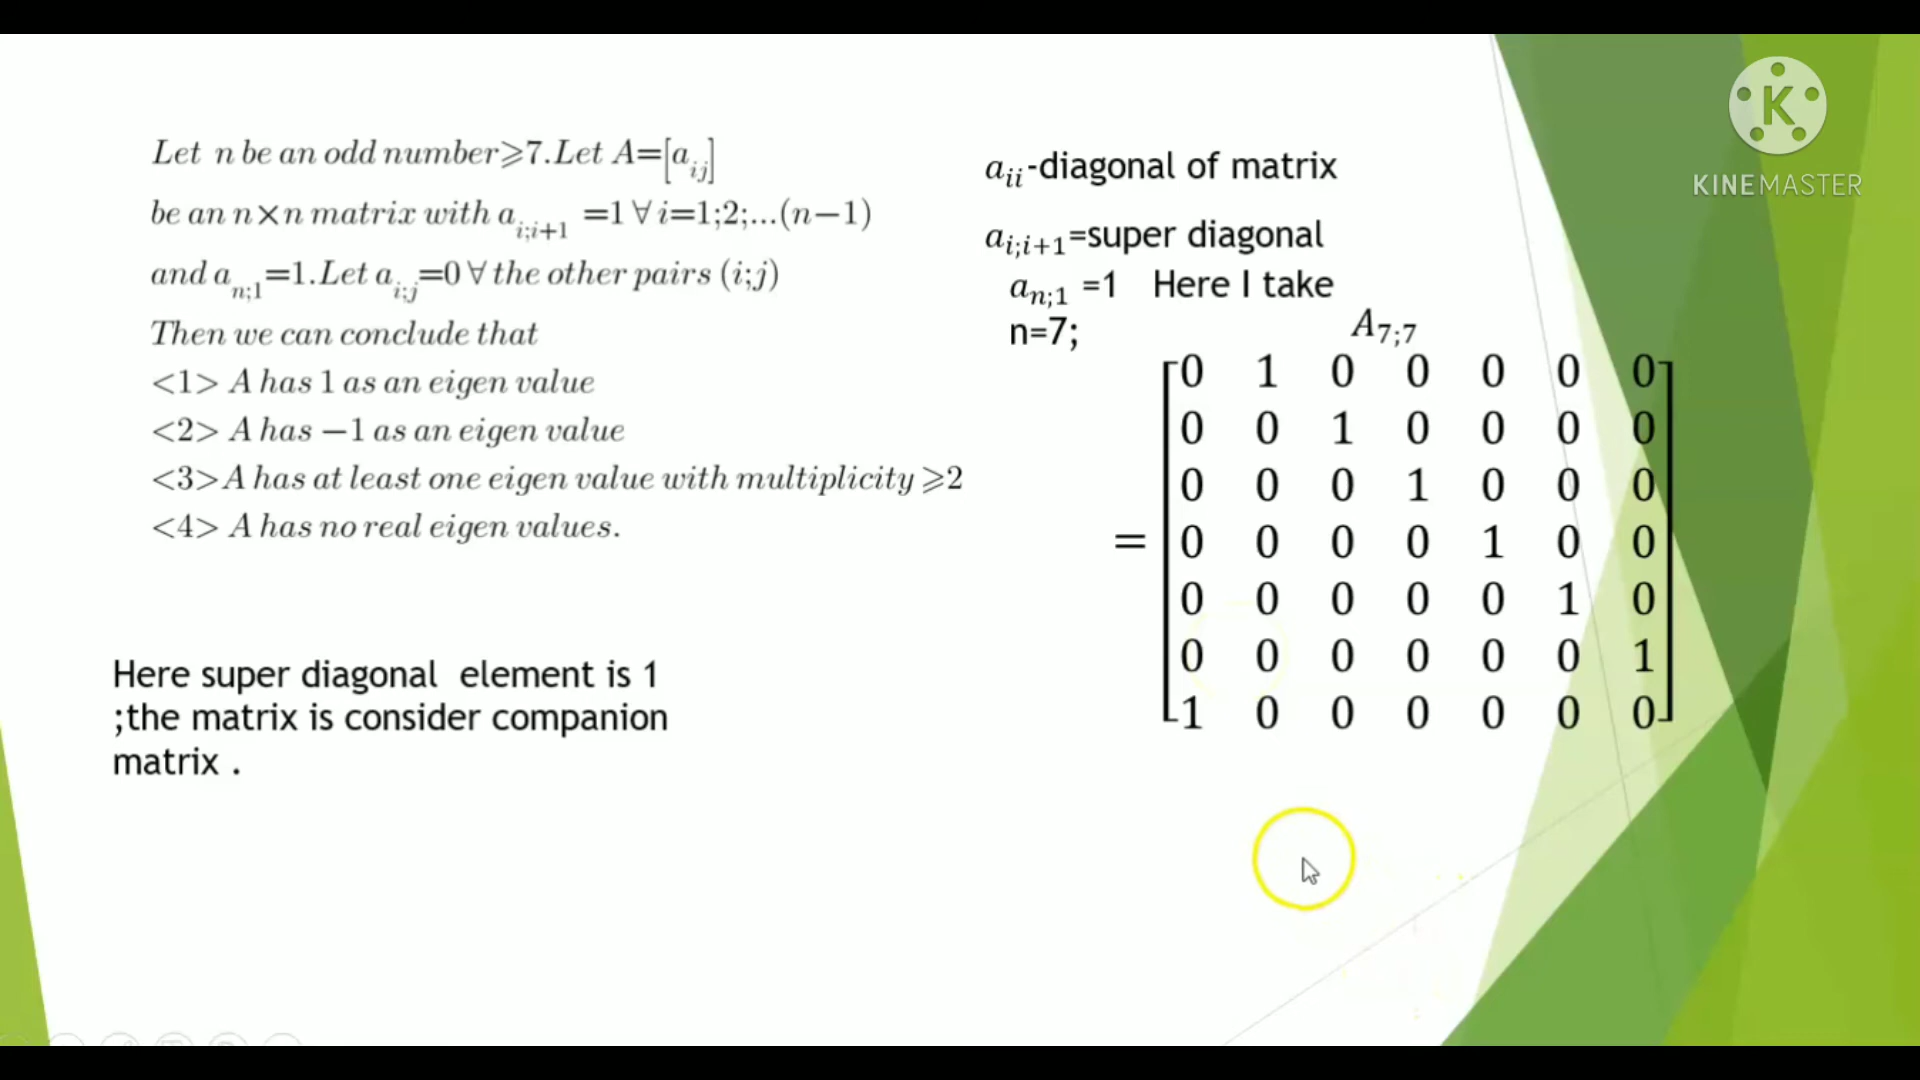 Let n be an odd number⩾7.Let A=[a_ij]
be an n×n matrix with a_i;i+1 =1 ∀ i=1;2;...(n−1)
and a_n;1=1.Let a_i;j=0 ∀ the other pairs (i;j)
Then we can conclude that
<1> A has 1 as an eigen value
<2> A has −1 as an eigen value
<3>A has at least one eigen value with multiplicity ⩾2
<4> A has no real eigen values.
Here super diagonal element is 1
;the matrix is consider companion
matrix .
a_ii-diagonal of matrix
a_i;i+1=super diagonal
a_n;1 =1 Here I take
n=7;
A_7;7
0 1 0 0 0 0 0
0 0 1 0 0 0 0
0 0 0 1 0 0 0
= 0 0 0 0 1 0 0
0 0 0 0 0 1 0
0 0 0 0 0 0 1
1 0 0 0 0 0 0
K
KINEMASTER